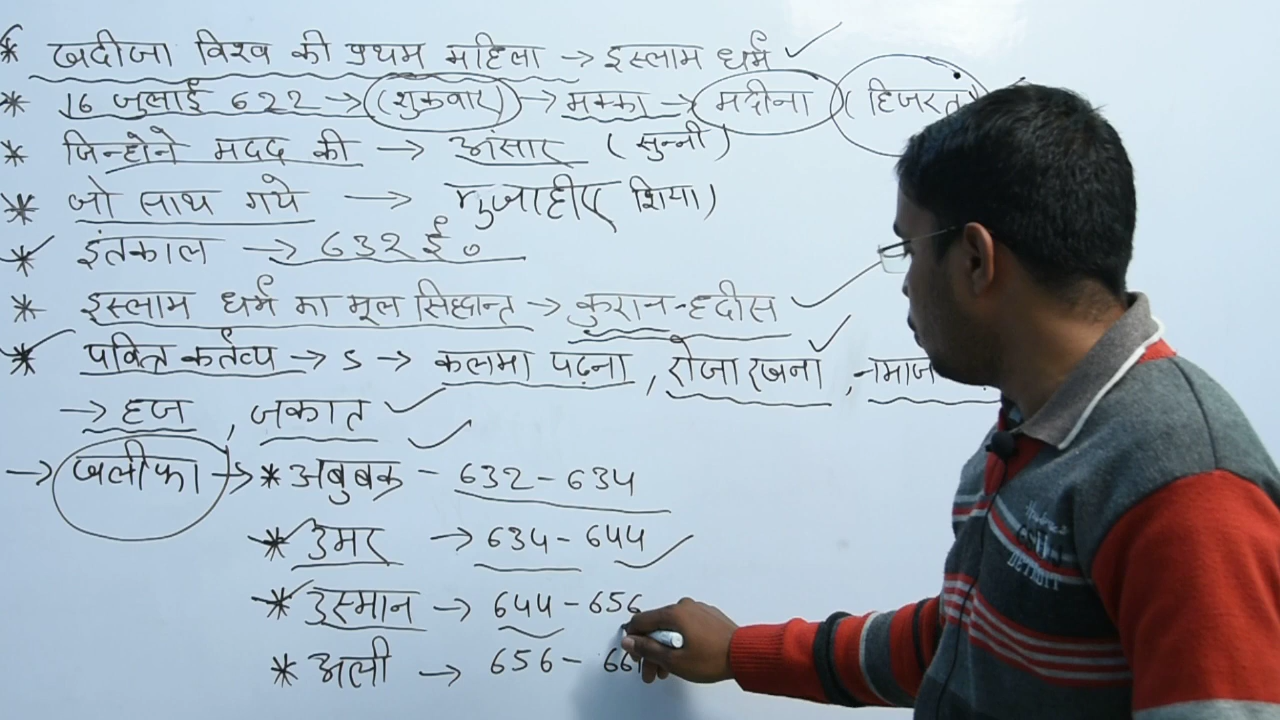 * खदीजा विश्व की प्रथम महिला → इस्लाम धर्म ✓
* 16 जुलाई 622 → (शुक्रवार) → मक्का → मदीना (हिजरत)
* जिन्होने मदद की → अंसार (सुन्नी)
* जो साथ गये → मुजाहीए शिया)
* इंतकाल → 632 ई०
* इस्लाम धर्म का मूल सिद्धान्त → कुरान-हदीस ✓
* पवित्र कर्तव्य → 5 → कलमा पढ़ना, रोजा रखना, नमाज
→ हज, जकात ✓
→ खलीफा → * अबुबक्र - 632-634
* उमर → 634-644 ✓
* उस्मान → 644-656
* अली → 656- 661
DETROIT